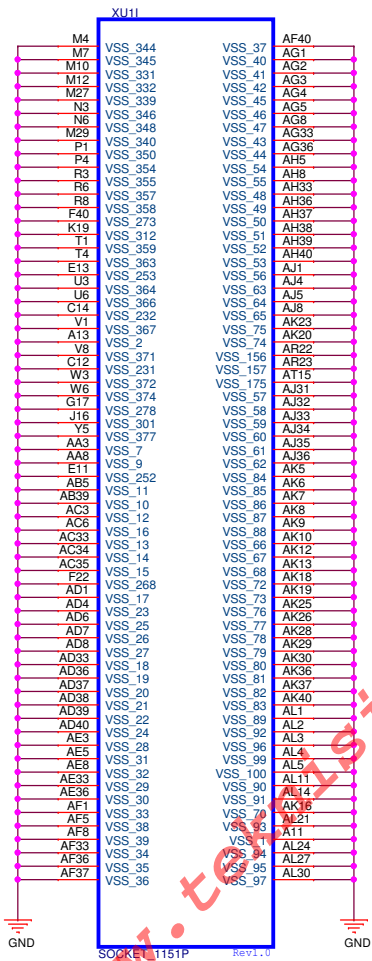 XU1I
M4 VSS_344 VSS_37 AF40
M7 VSS_345 VSS_40 AG1
M10 VSS_331 VSS_41 AG2
M12 VSS_332 VSS_42 AG3
M27 VSS_339 VSS_45 AG4
N3 VSS_346 VSS_46 AG5
N6 VSS_348 VSS_47 AG8
M29 VSS_340 VSS_43 AG33
P1 VSS_350 VSS_44 AG36
P4 VSS_354 VSS_54 AH5
R3 VSS_355 VSS_55 AH8
R6 VSS_357 VSS_48 AH33
R8 VSS_358 VSS_49 AH36
F40 VSS_273 VSS_50 AH37
K19 VSS_312 VSS_51 AH38
T1 VSS_359 VSS_52 AH39
T4 VSS_363 VSS_53 AH40
E13 VSS_253 VSS_56 AJ1
U3 VSS_364 VSS_63 AJ4
U6 VSS_366 VSS_64 AJ5
C14 VSS_232 VSS_65 AJ8
V1 VSS_367 VSS_75 AK23
A13 VSS_2 VSS_74 AK20
V8 VSS_371 VSS_156 AR22
C12 VSS_231 VSS_157 AR23
W3 VSS_372 VSS_175 AT15
W6 VSS_374 VSS_57 AJ31
G17 VSS_278 VSS_58 AJ32
J16 VSS_301 VSS_59 AJ33
Y5 VSS_377 VSS_60 AJ34
AA3 VSS_7 VSS_61 AJ35
AA8 VSS_9 VSS_62 AJ36
E11 VSS_252 VSS_84 AK5
AB5 VSS_11 VSS_85 AK6
AB39 VSS_10 VSS_86 AK7
AC3 VSS_12 VSS_87 AK8
AC6 VSS_16 VSS_88 AK9
AC33 VSS_13 VSS_66 AK10
AC34 VSS_14 VSS_67 AK12
AC35 VSS_15 VSS_68 AK13
F22 VSS_268 VSS_72 AK18
AD1 VSS_17 VSS_73 AK19
AD4 VSS_23 VSS_76 AK25
AD6 VSS_25 VSS_77 AK26
AD7 VSS_26 VSS_78 AK28
AD8 VSS_27 VSS_79 AK29
AD33 VSS_18 VSS_80 AK30
AD36 VSS_19 VSS_81 AK36
AD37 VSS_20 VSS_82 AK37
AD38 VSS_21 VSS_83 AK40
AD39 VSS_22 VSS_89 AL1
AD40 VSS_24 VSS_92 AL2
AE3 VSS_28 VSS_96 AL3
AE5 VSS_31 VSS_99 AL4
AE8 VSS_32 VSS_100 AL5
AE33 VSS_29 VSS_90 AL11
AE36 VSS_30 VSS_91 AL14
AF1 VSS_33 VSS_70 AK16
AF5 VSS_38 VSS_93 AL21
AF8 VSS_39 A11
AF33 VSS_34 VSS_94 AL24
AF36 VSS_35 VSS_95 AL27
AF37 VSS_36 VSS_97 AL30
GND GND
SOCKET_1151P Rev1.0